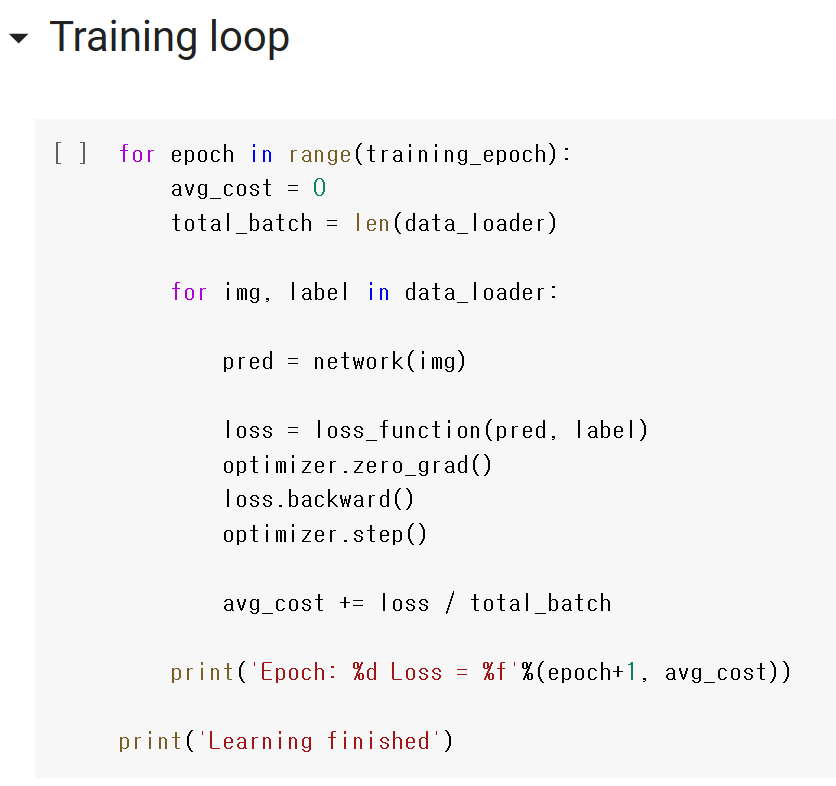 Training loop
[ ] for epoch in range(training_epoch):
    avg_cost = 0
    total_batch = len(data_loader)

    for img, label in data_loader:

        pred = network(img)

        loss = loss_function(pred, label)
        optimizer.zero_grad()
        loss.backward()
        optimizer.step()

        avg_cost += loss / total_batch

    print('Epoch: %d Loss = %f'%(epoch+1, avg_cost))

print('Learning finished')